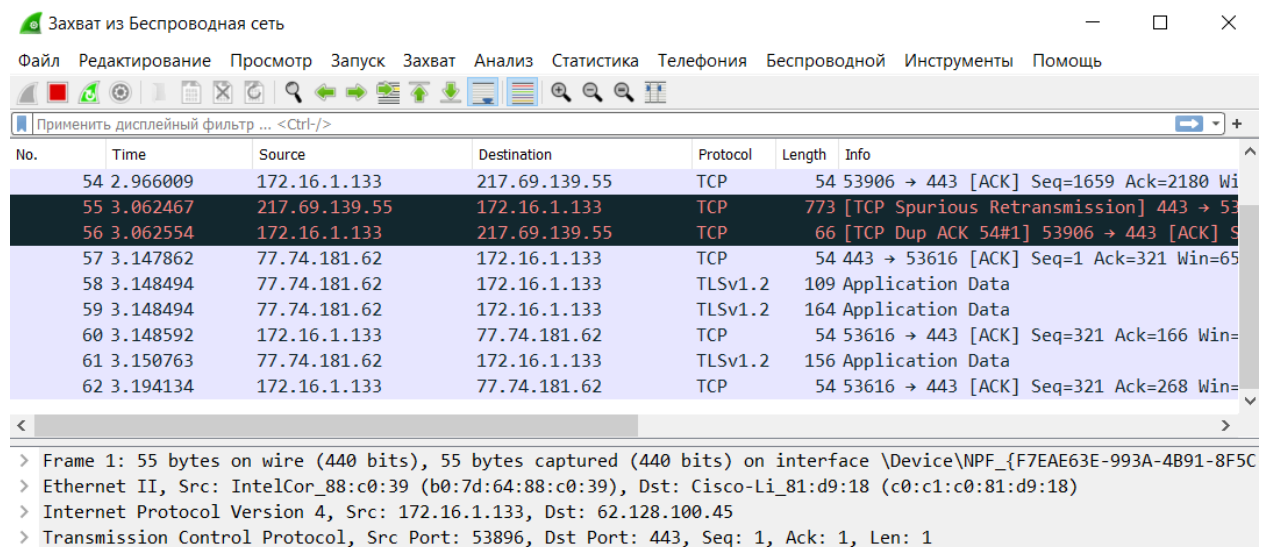 Захват из Беспроводная сеть
Файл Редактирование Просмотр Запуск Захват Анализ Статистика Телефония Беспроводной Инструменты Помощь
Применить дисплейный фильтр ... <Ctrl-/> +
No. Time Source Destination Protocol Length Info
54 2.966009 172.16.1.133 217.69.139.55 TCP 54 53906 → 443 [ACK] Seq=1659 Ack=2180 Wi
55 3.062467 217.69.139.55 172.16.1.133 TCP 773 [TCP Spurious Retransmission] 443 → 53
56 3.062554 172.16.1.133 217.69.139.55 TCP 66 [TCP Dup ACK 54#1] 53906 → 443 [ACK] S
57 3.147862 77.74.181.62 172.16.1.133 TCP 54 443 → 53616 [ACK] Seq=1 Ack=321 Win=65
58 3.148494 77.74.181.62 172.16.1.133 TLSv1.2 109 Application Data
59 3.148494 77.74.181.62 172.16.1.133 TLSv1.2 164 Application Data
60 3.148592 172.16.1.133 77.74.181.62 TCP 54 53616 → 443 [ACK] Seq=321 Ack=166 Win=
61 3.150763 77.74.181.62 172.16.1.133 TLSv1.2 156 Application Data
62 3.194134 172.16.1.133 77.74.181.62 TCP 54 53616 → 443 [ACK] Seq=321 Ack=268 Win=
> Frame 1: 55 bytes on wire (440 bits), 55 bytes captured (440 bits) on interface \Device\NPF_{F7EAE63E-993A-4B91-8F5C
> Ethernet II, Src: IntelCor_88:c0:39 (b0:7d:64:88:c0:39), Dst: Cisco-Li_81:d9:18 (c0:c1:c0:81:d9:18)
> Internet Protocol Version 4, Src: 172.16.1.133, Dst: 62.128.100.45
> Transmission Control Protocol, Src Port: 53896, Dst Port: 443, Seq: 1, Ack: 1, Len: 1